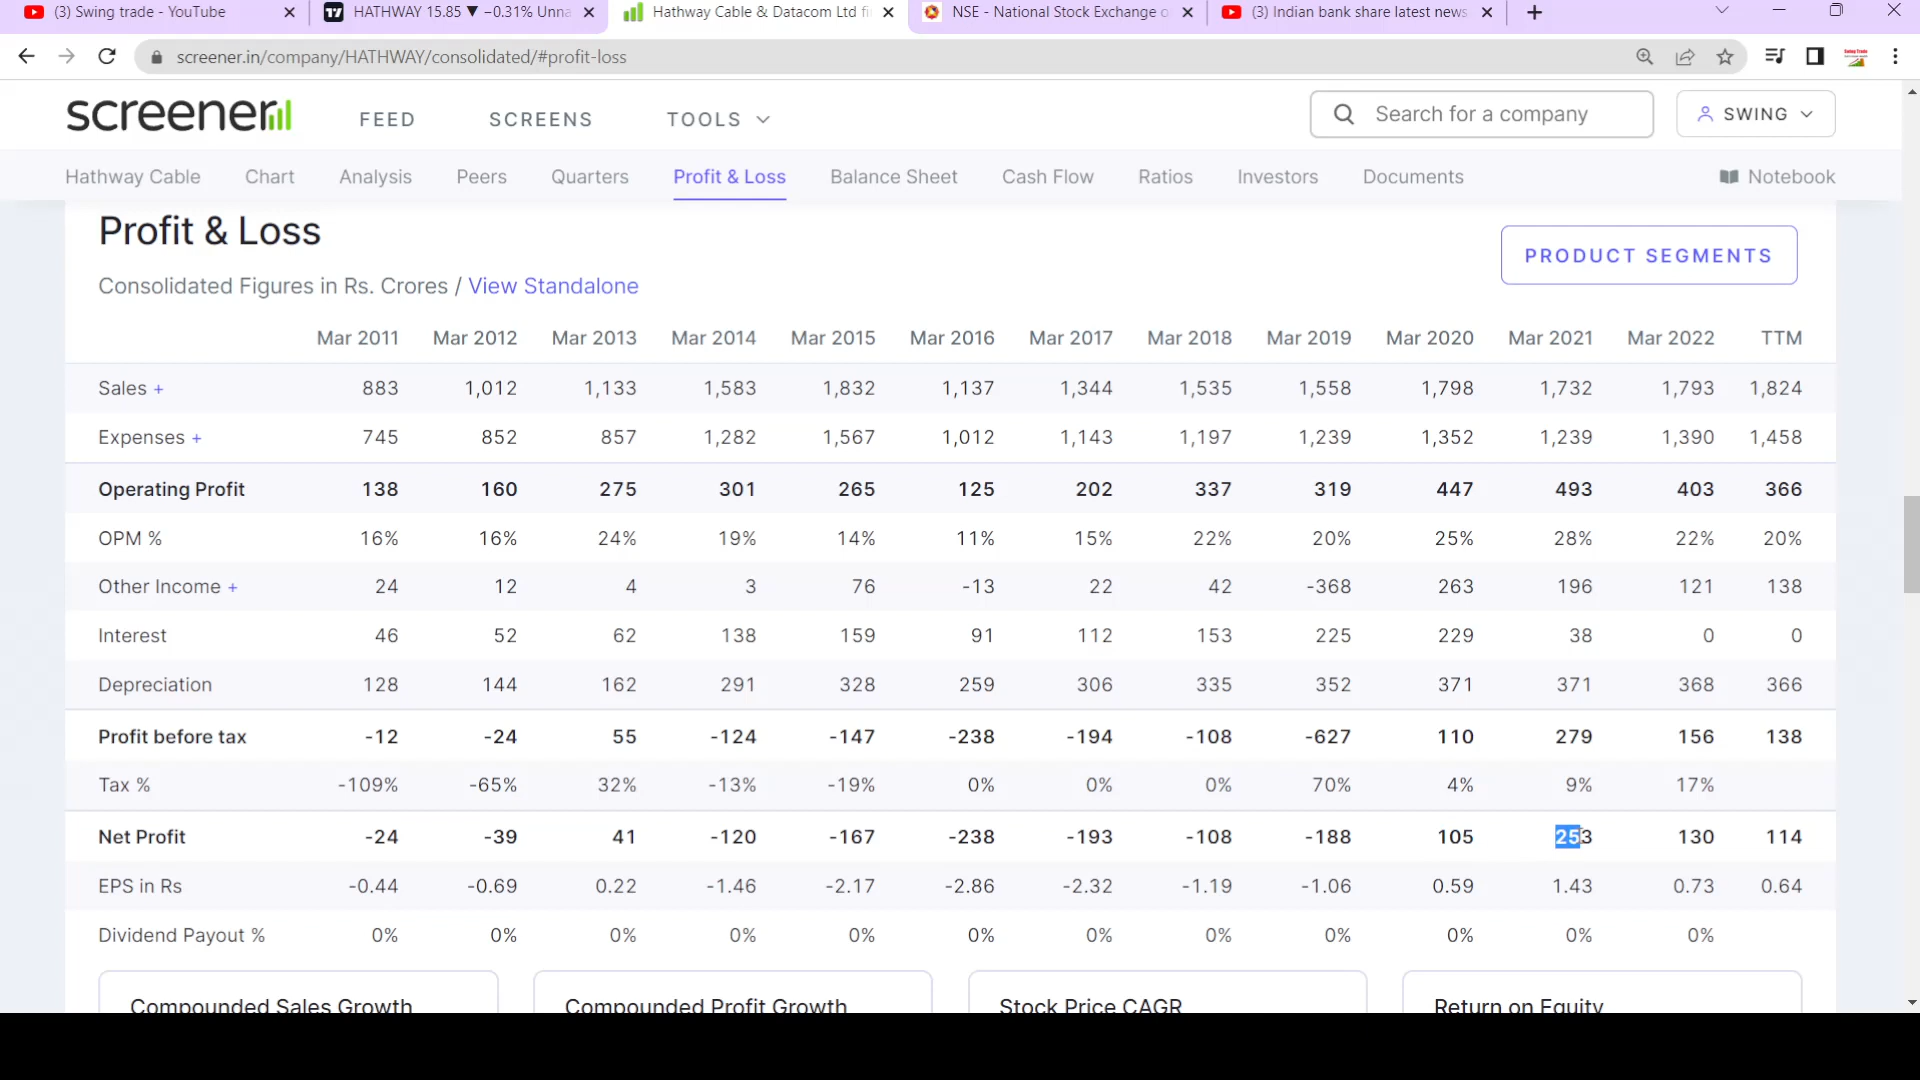 (3) Swing trade - YouTube
HATHWAY 15.85 ▼ −0.31% Unna
Hathway Cable & Datacom Ltd fi
NSE - National Stock Exchange o
(3) Indian bank share latest news
screener.in/company/HATHWAY/consolidated/#profit-loss
screener
FEED
SCREENS
TOOLS
Search for a company
SWING
Hathway Cable
Chart
Analysis
Peers
Quarters
Profit & Loss
Balance Sheet
Cash Flow
Ratios
Investors
Documents
Notebook
Profit & Loss
PRODUCT SEGMENTS
Consolidated Figures in Rs. Crores / View Standalone
Mar 2011 Mar 2012 Mar 2013 Mar 2014 Mar 2015 Mar 2016 Mar 2017 Mar 2018 Mar 2019 Mar 2020 Mar 2021 Mar 2022 TTM
Sales + 883 1,012 1,133 1,583 1,832 1,137 1,344 1,535 1,558 1,798 1,732 1,793 1,824
Expenses + 745 852 857 1,282 1,567 1,012 1,143 1,197 1,239 1,352 1,239 1,390 1,458
Operating Profit 138 160 275 301 265 125 202 337 319 447 493 403 366
OPM % 16% 16% 24% 19% 14% 11% 15% 22% 20% 25% 28% 22% 20%
Other Income + 24 12 4 3 76 -13 22 42 -368 263 196 121 138
Interest 46 52 62 138 159 91 112 153 225 229 38 0 0
Depreciation 128 144 162 291 328 259 306 335 352 371 371 368 366
Profit before tax -12 -24 55 -124 -147 -238 -194 -108 -627 110 279 156 138
Tax % -109% -65% 32% -13% -19% 0% 0% 0% 70% 4% 9% 17%
Net Profit -24 -39 41 -120 -167 -238 -193 -108 -188 105 253 130 114
EPS in Rs -0.44 -0.69 0.22 -1.46 -2.17 -2.86 -2.32 -1.19 -1.06 0.59 1.43 0.73 0.64
Dividend Payout % 0% 0% 0% 0% 0% 0% 0% 0% 0% 0% 0% 0%
Compounded Sales Growth
Compounded Profit Growth
Stock Price CAGR
Return on Equity